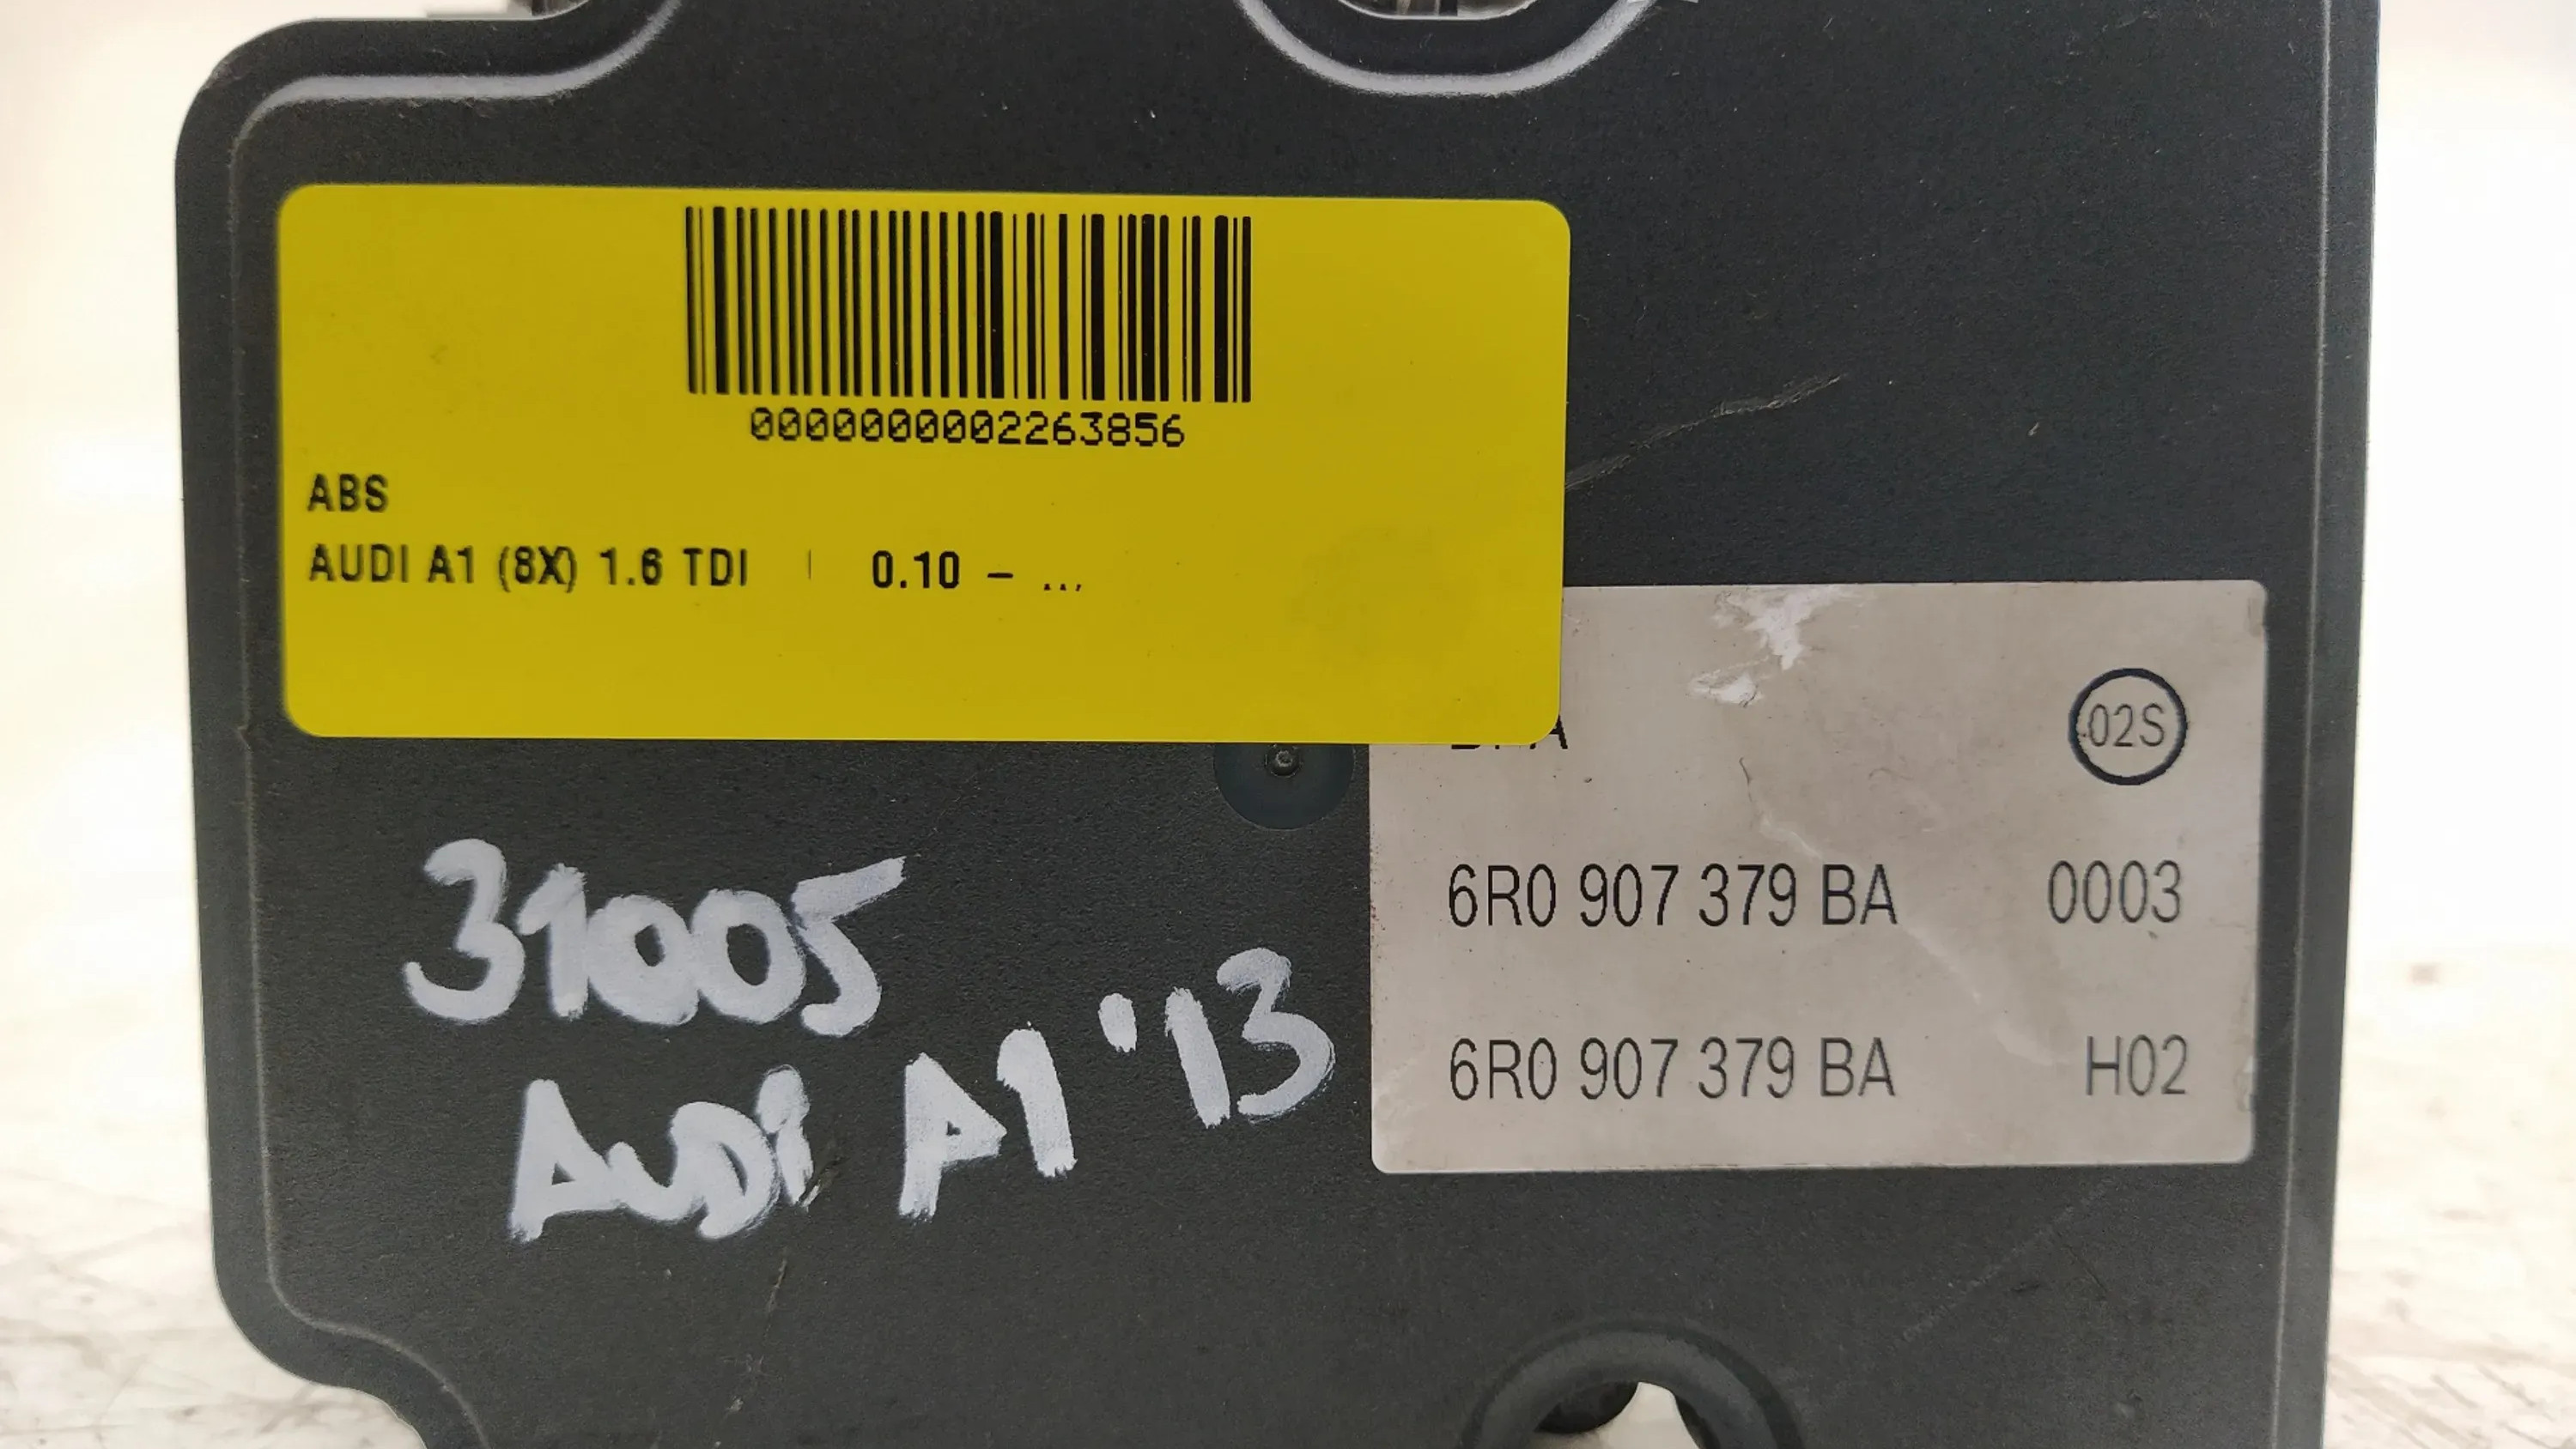 0000000002263856
ABS
AUDI A1 (8X) 1.6 TDI | 0.10 - ...
02S
6R0 907 379 BA 0003
6R0 907 379 BA H02
31005
AUDi A1 '13